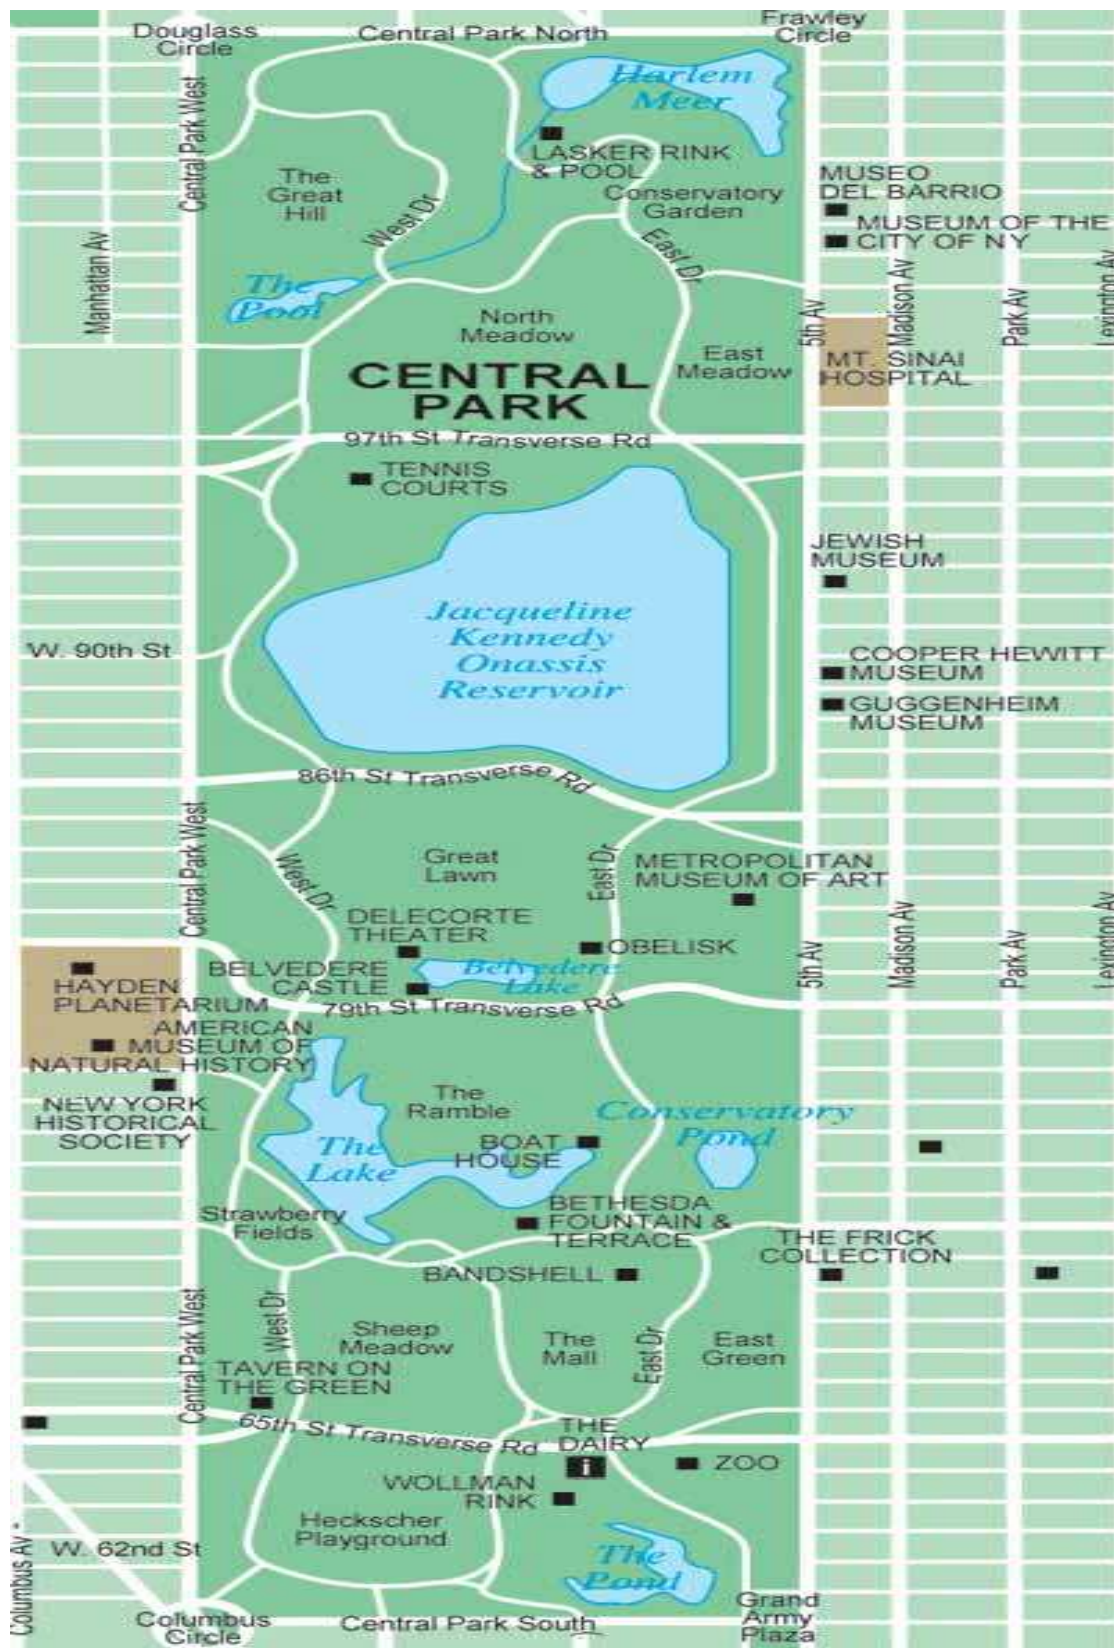 Douglass
Circle
Central Park North
Frawley
Circle
Central Park West
Harlem
Meer
LASKER RINK
& POOL
The
Great
Hill
West Dr
Conservatory
Garden
East Dr
MUSEO
DEL BARRIO
MUSEUM OF THE
CITY OF NY
Manhattan Av
The
Pool
North
Meadow
East
Meadow
5th Av
Madison Av
Park Av
Lexington Av
MT. SINAI
HOSPITAL
CENTRAL
PARK
97th St Transverse Rd
TENNIS
COURTS
JEWISH
MUSEUM
Jacqueline
Kennedy
Onassis
Reservoir
W. 90th St
COOPER HEWITT
MUSEUM
GUGGENHEIM
MUSEUM
86th St Transverse Rd
Central Park West
West Dr
Great
Lawn
East Dr
METROPOLITAN
MUSEUM OF ART
DELECORTE
THEATER
OBELISK
BELVEDERE
CASTLE
Belvedere
Lake
5th Av
Madison Av
Park Av
Lexington Av
HAYDEN
PLANETARIUM
79th St Transverse Rd
AMERICAN
MUSEUM OF
NATURAL HISTORY
NEW YORK
HISTORICAL
SOCIETY
The
Ramble
The
Lake
BOAT
HOUSE
Conservatory
Pond
Strawberry
Fields
BETHESDA
FOUNTAIN &
TERRACE
THE FRICK
COLLECTION
BANDSHELL
Central Park West
West Dr
Sheep
Meadow
The
Mall
East Dr
East
Green
TAVERN ON
THE GREEN
65th St Transverse Rd
THE
DAIRY
i
ZOO
WOLLMAN
RINK
Heckscher
Playground
Columbus Av
W. 62nd St
The
Pond
Columbus
Circle
Central Park South
Grand
Army
Plaza